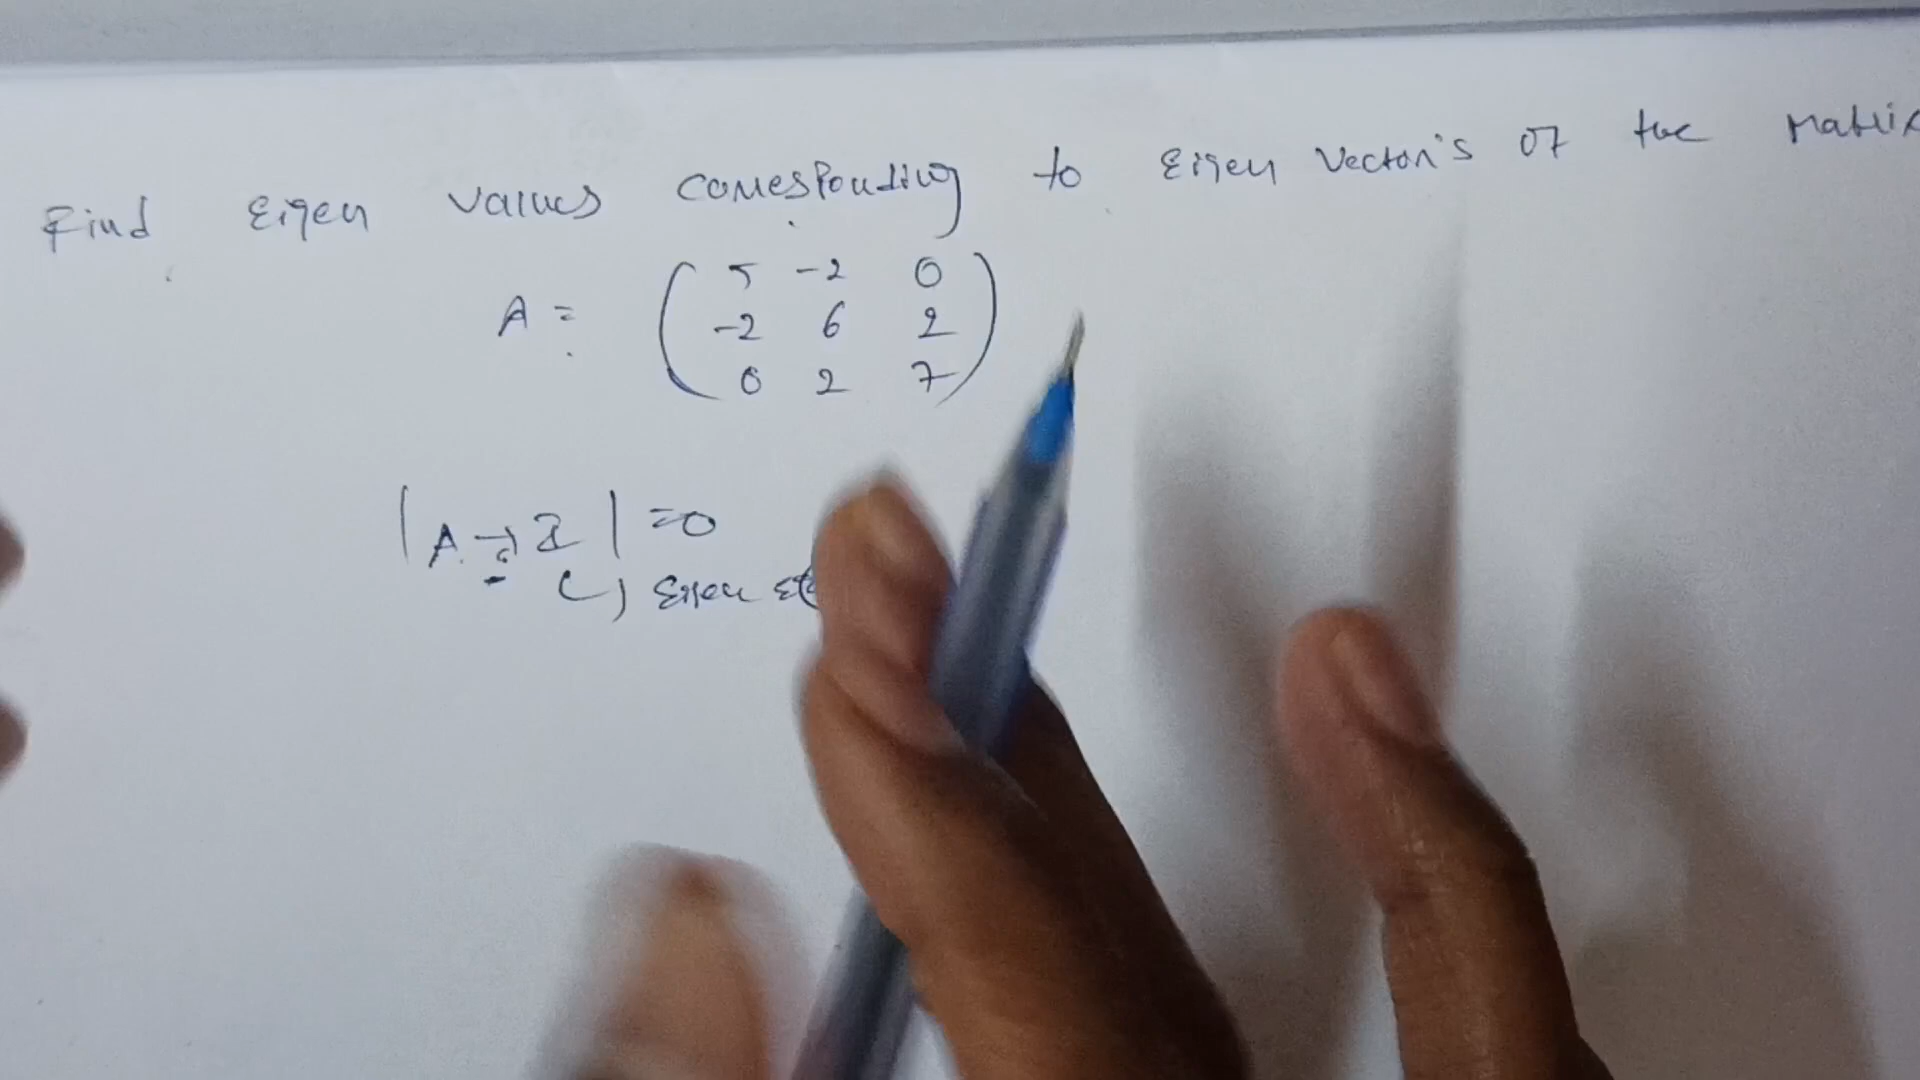 Find Eigen values corresponding to Eigen Vector's of the Matrix
A = ( 5 -2 0
-2 6 2
0 2 7 )
|A - λI| = 0
Eigen